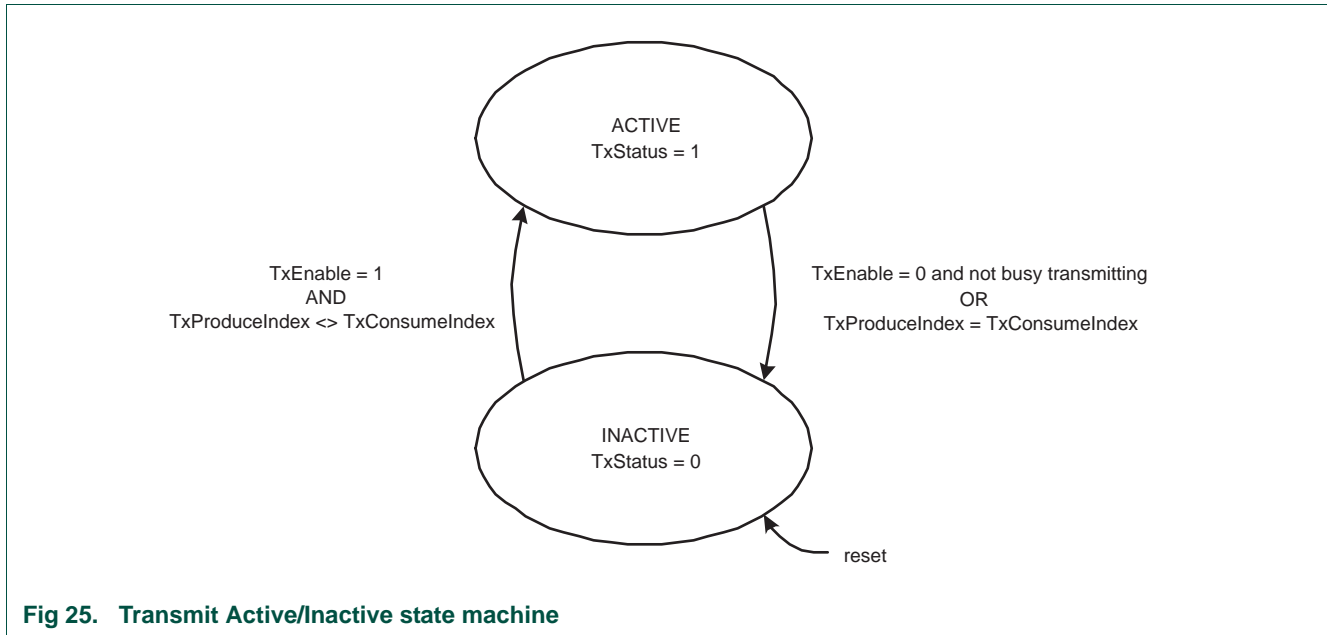 ACTIVE
TxStatus = 1
TxEnable = 1
AND
TxProduceIndex <> TxConsumeIndex
TxEnable = 0 and not busy transmitting
OR
TxProduceIndex = TxConsumeIndex
INACTIVE
TxStatus = 0
reset
Fig 25. Transmit Active/Inactive state machine